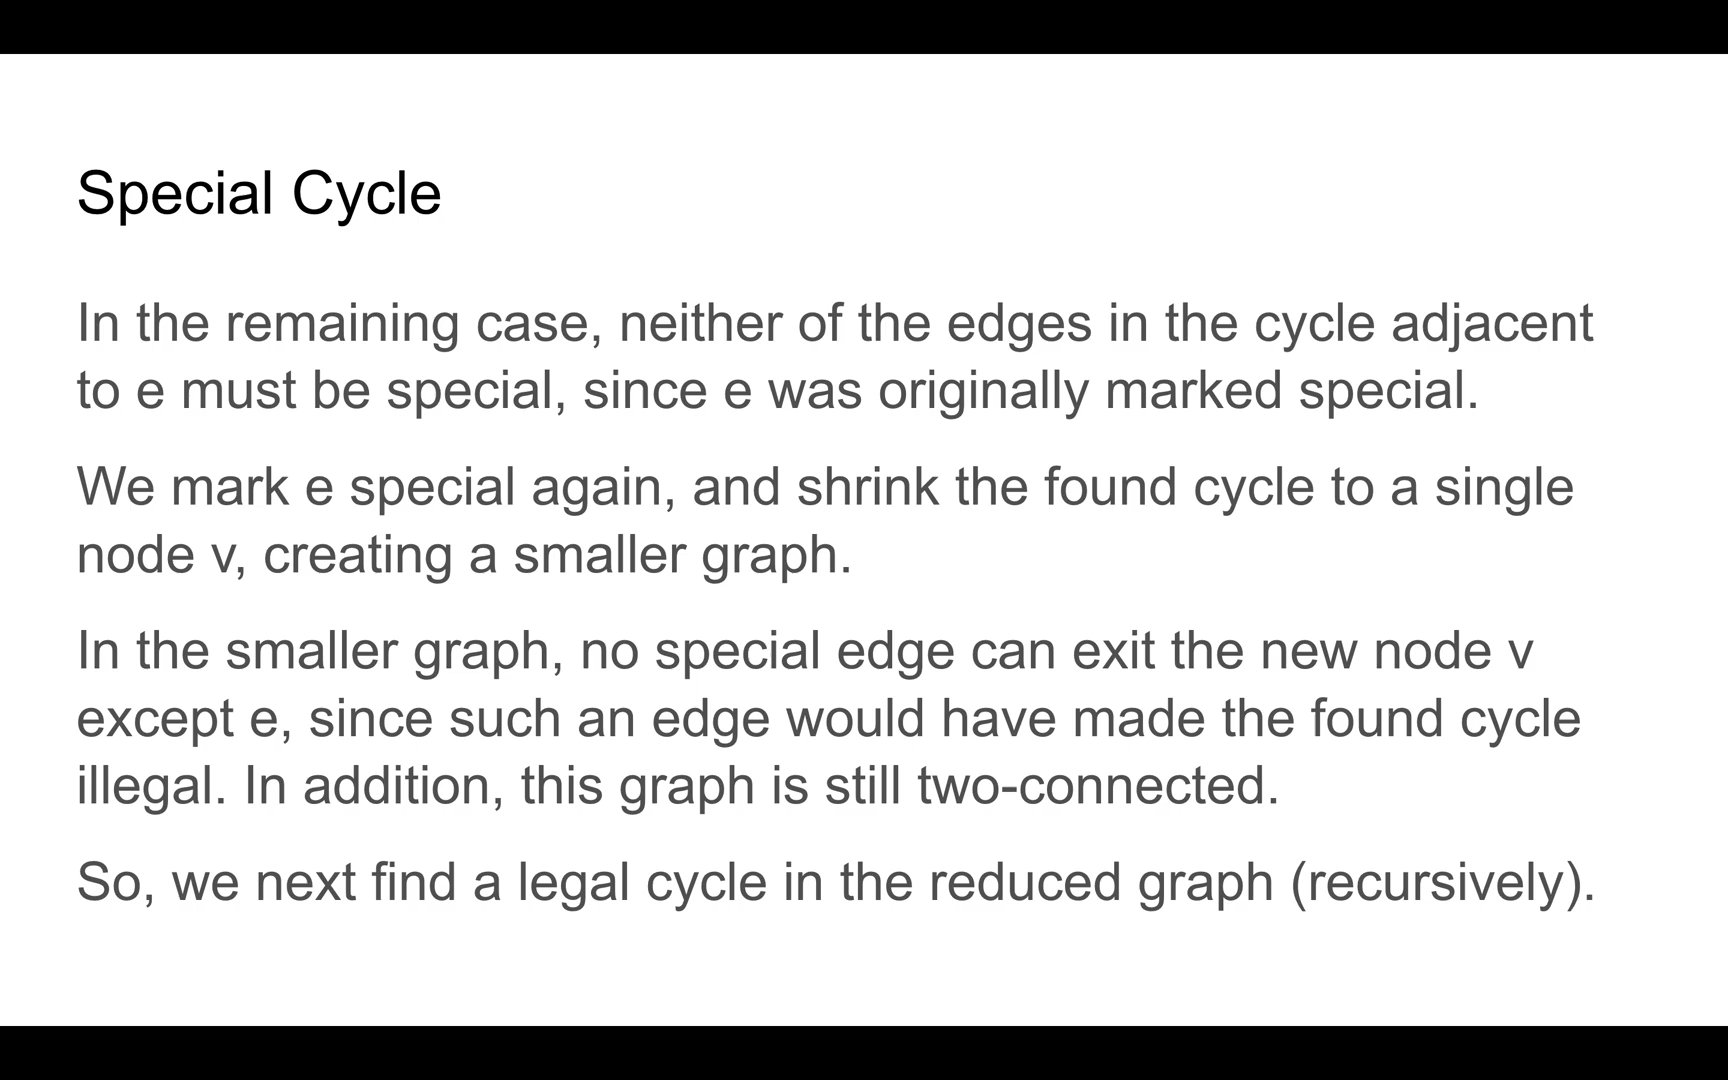 Special Cycle
In the remaining case, neither of the edges in the cycle adjacent
to e must be special, since e was originally marked special.
We mark e special again, and shrink the found cycle to a single
node v, creating a smaller graph.
In the smaller graph, no special edge can exit the new node v
except e, since such an edge would have made the found cycle
illegal. In addition, this graph is still two-connected.
So, we next find a legal cycle in the reduced graph (recursively).